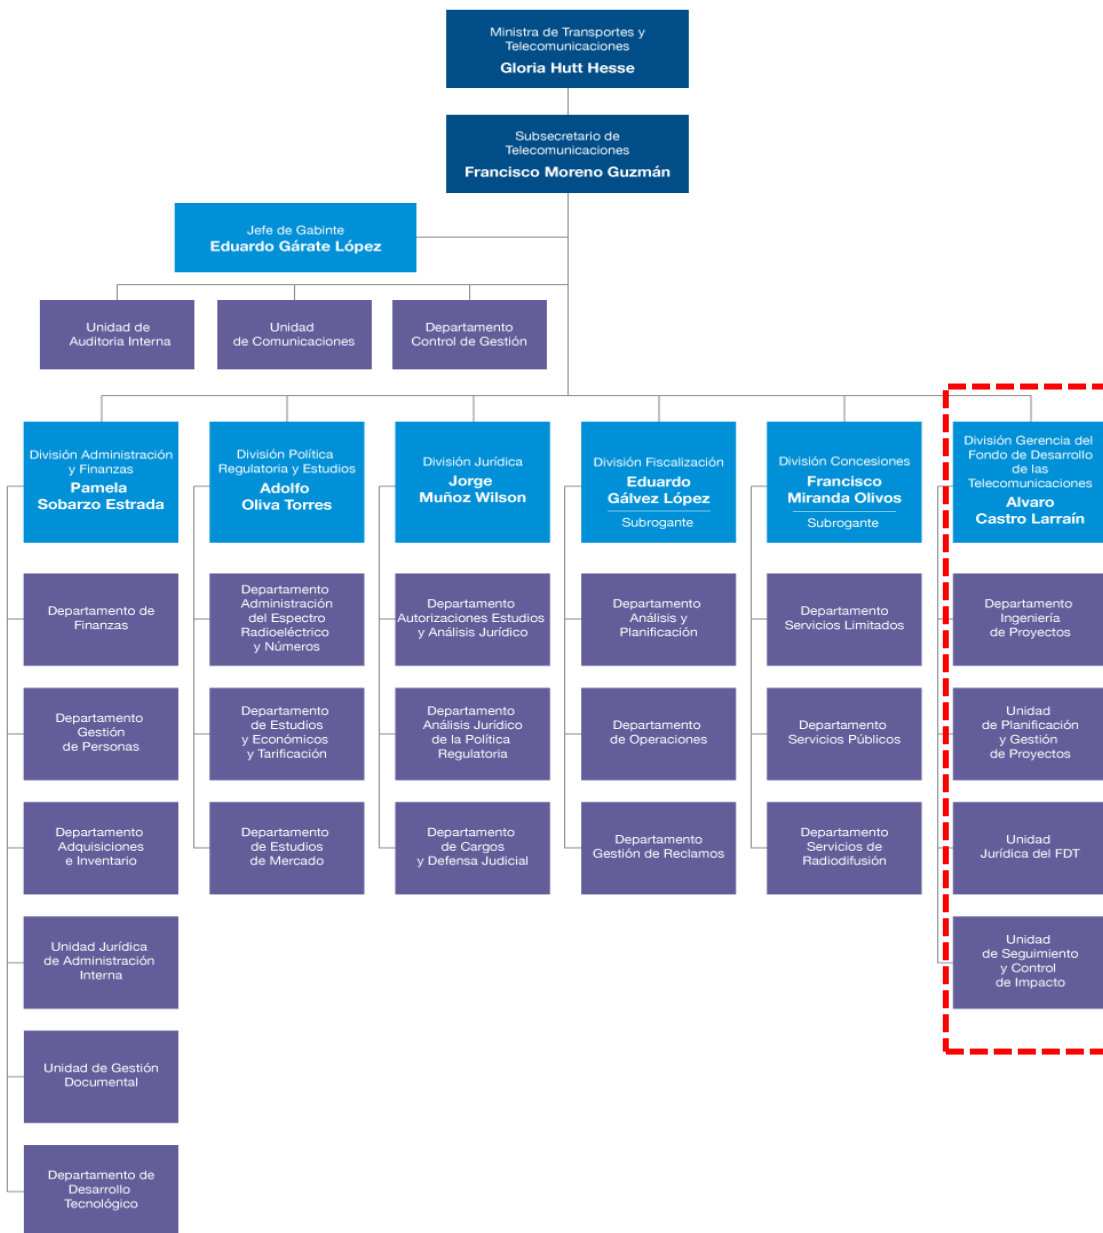 Ministra de Transportes y
Telecomunicaciones
Gloria Hutt Hesse
Subsecretario de
Telecomunicaciones
Francisco Moreno Guzmán
Jefe de Gabinte
Eduardo Gárate López
Unidad de
Auditoria Interna
Unidad
de Comunicaciones
Departamento
Control de Gestión
División Administración
y Finanzas
Pamela
Sobarzo Estrada
División Política
Regulatoria y Estudios
Adolfo
Oliva Torres
División Jurídica
Jorge
Muñoz Wilson
División Fiscalización
Eduardo
Gálvez López
Subrogante
División Concesiones
Francisco
Miranda Olivos
Subrogante
División Gerencia del
Fondo de Desarrollo
de las
Telecomunicaciones
Alvaro
Castro Larraín
Departamento de
Finanzas
Departamento
Administración
del Espectro
Radioeléctrico
y Números
Departamento
Autorizaciones Estudios
y Análisis Jurídico
Departamento
Análisis y
Planificación
Departamento
Servicios Limitados
Departamento
Ingeniería
de Proyectos
Departamento
Gestión
de Personas
Departamento
de Estudios
y Económicos
y Tarificación
Departamento
Análisis Jurídico
de la Política
Regulatoria
Departamento
de Operaciones
Departamento
Servicios Públicos
Unidad
de Planificación
y Gestión
de Proyectos
Departamento
Adquisiciones
e Inventario
Departamento
de Estudios
de Mercado
Departamento
de Cargos
y Defensa Judicial
Departamento
Gestión de Reclamos
Departamento
Servicios de
Radiodifusión
Unidad
Jurídica del FDT
Unidad Jurídica
de Administración
Interna
Unidad
de Seguimiento
y Control
de Impacto
Unidad de Gestión
Documental
Departamento de
Desarrollo
Tecnológico